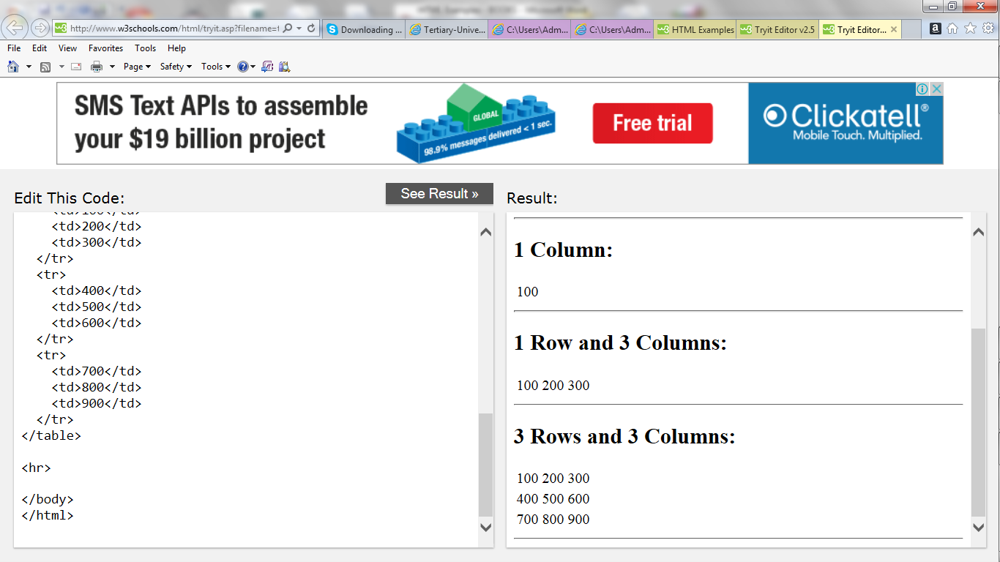 http://www.w3schools.com/html/tryit.asp?filename=t
Downloading ...
Tertiary-Unive...
C:\Users\Adm...
C:\Users\Adm...
HTML Examples
Tryit Editor v2.5
Tryit Editor...
File Edit View Favorites Tools Help
Page Safety Tools
SMS Text APIs to assemble
your $19 billion project
GLOBAL
98.9% messages delivered < 1 sec.
Free trial
Clickatell®
Mobile Touch. Multiplied.
Edit This Code:
See Result »
<td>100</td>
<td>200</td>
<td>300</td>
</tr>
<tr>
<td>400</td>
<td>500</td>
<td>600</td>
</tr>
<tr>
<td>700</td>
<td>800</td>
<td>900</td>
</tr>
</table>
<hr>
</body>
</html>
Result:
1 Column:
100
1 Row and 3 Columns:
100 200 300
3 Rows and 3 Columns:
100 200 300
400 500 600
700 800 900